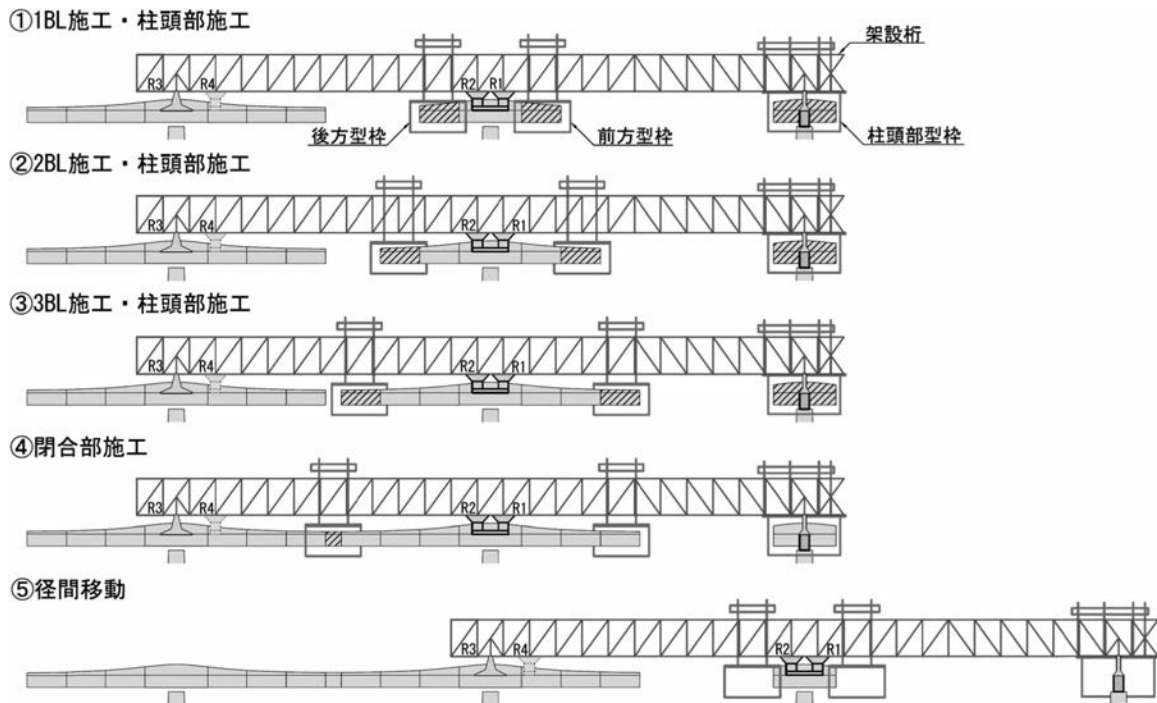 ①1BL施工・柱頭部施工
架設桁
R3 R4 R2 R1
後方型枠 前方型枠 柱頭部型枠
②2BL施工・柱頭部施工
R3 R4 R2 R1
③3BL施工・柱頭部施工
R3 R4 R2 R1
④閉合部施工
R3 R4 R2 R1
⑤径間移動
R3 R4 R2 R1